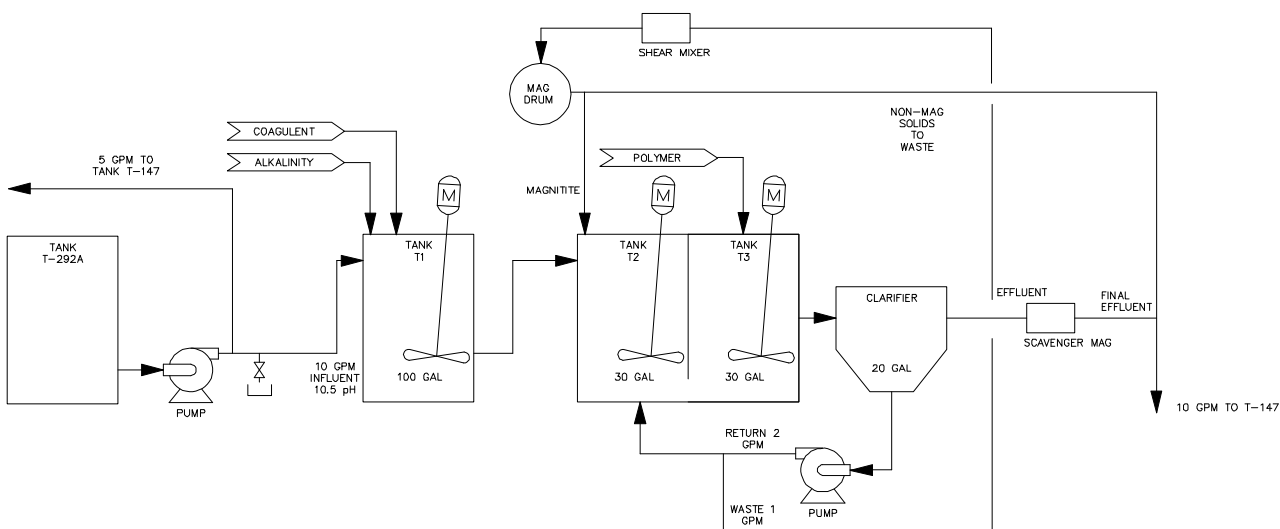 SHEAR MIXER
MAG
DRUM
NON-MAG
SOLIDS
TO
WASTE
COAGULENT
ALKALINITY
POLYMER
5 GPM TO
TANK T-147
MAGNITITE
M
M
M
TANK
T-292A
TANK
T1
TANK
T2
TANK
T3
CLARIFIER
EFFLUENT
FINAL
EFFLUENT
SCAVENGER MAG
10 GPM
INFLUENT
10.5 pH
100 GAL
30 GAL
30 GAL
20 GAL
PUMP
10 GPM TO T-147
RETURN 2
GPM
WASTE 1
GPM
PUMP